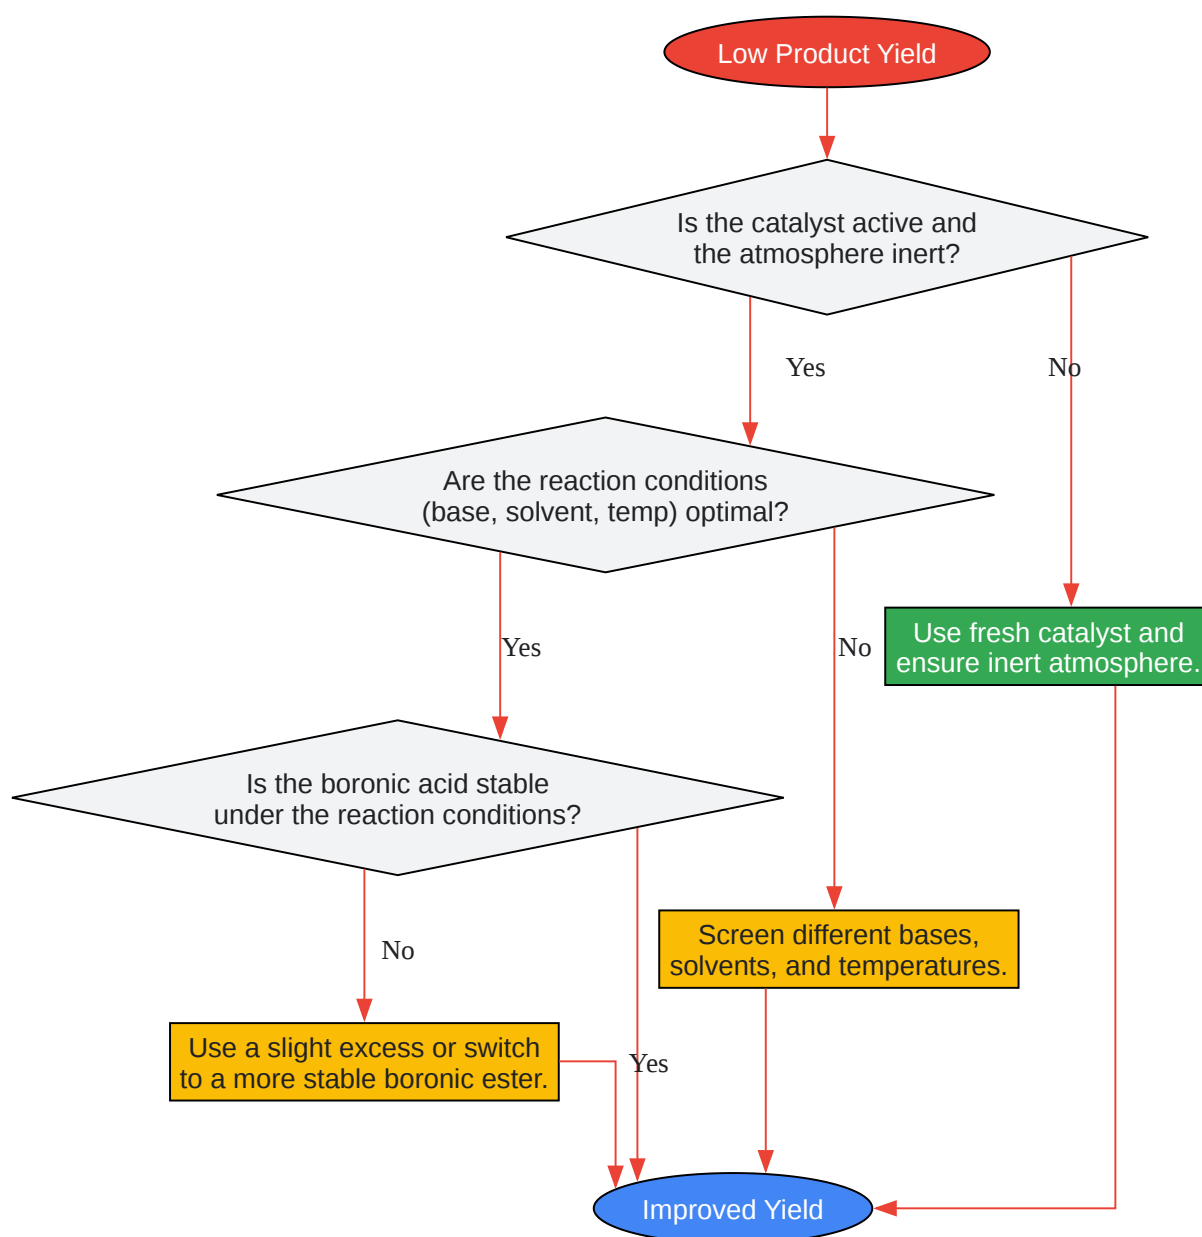 Low Product Yield
Is the catalyst active and
the atmosphere inert?
Yes
No
Are the reaction conditions
(base, solvent, temp) optimal?
Use fresh catalyst and
ensure inert atmosphere.
Yes
No
Is the boronic acid stable
under the reaction conditions?
Screen different bases,
solvents, and temperatures.
No
Use a slight excess or switch
to a more stable boronic ester.
Yes
Improved Yield